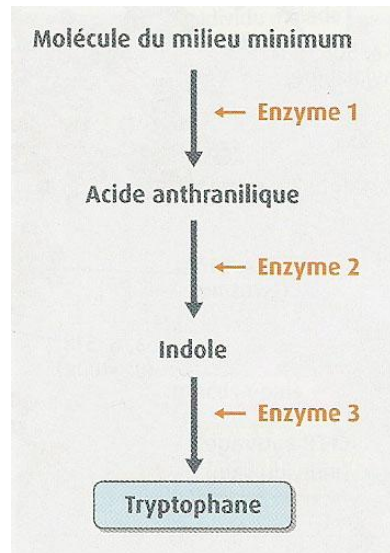 Molécule du milieu minimum
← Enzyme 1
Acide anthranilique
← Enzyme 2
Indole
← Enzyme 3
Tryptophane